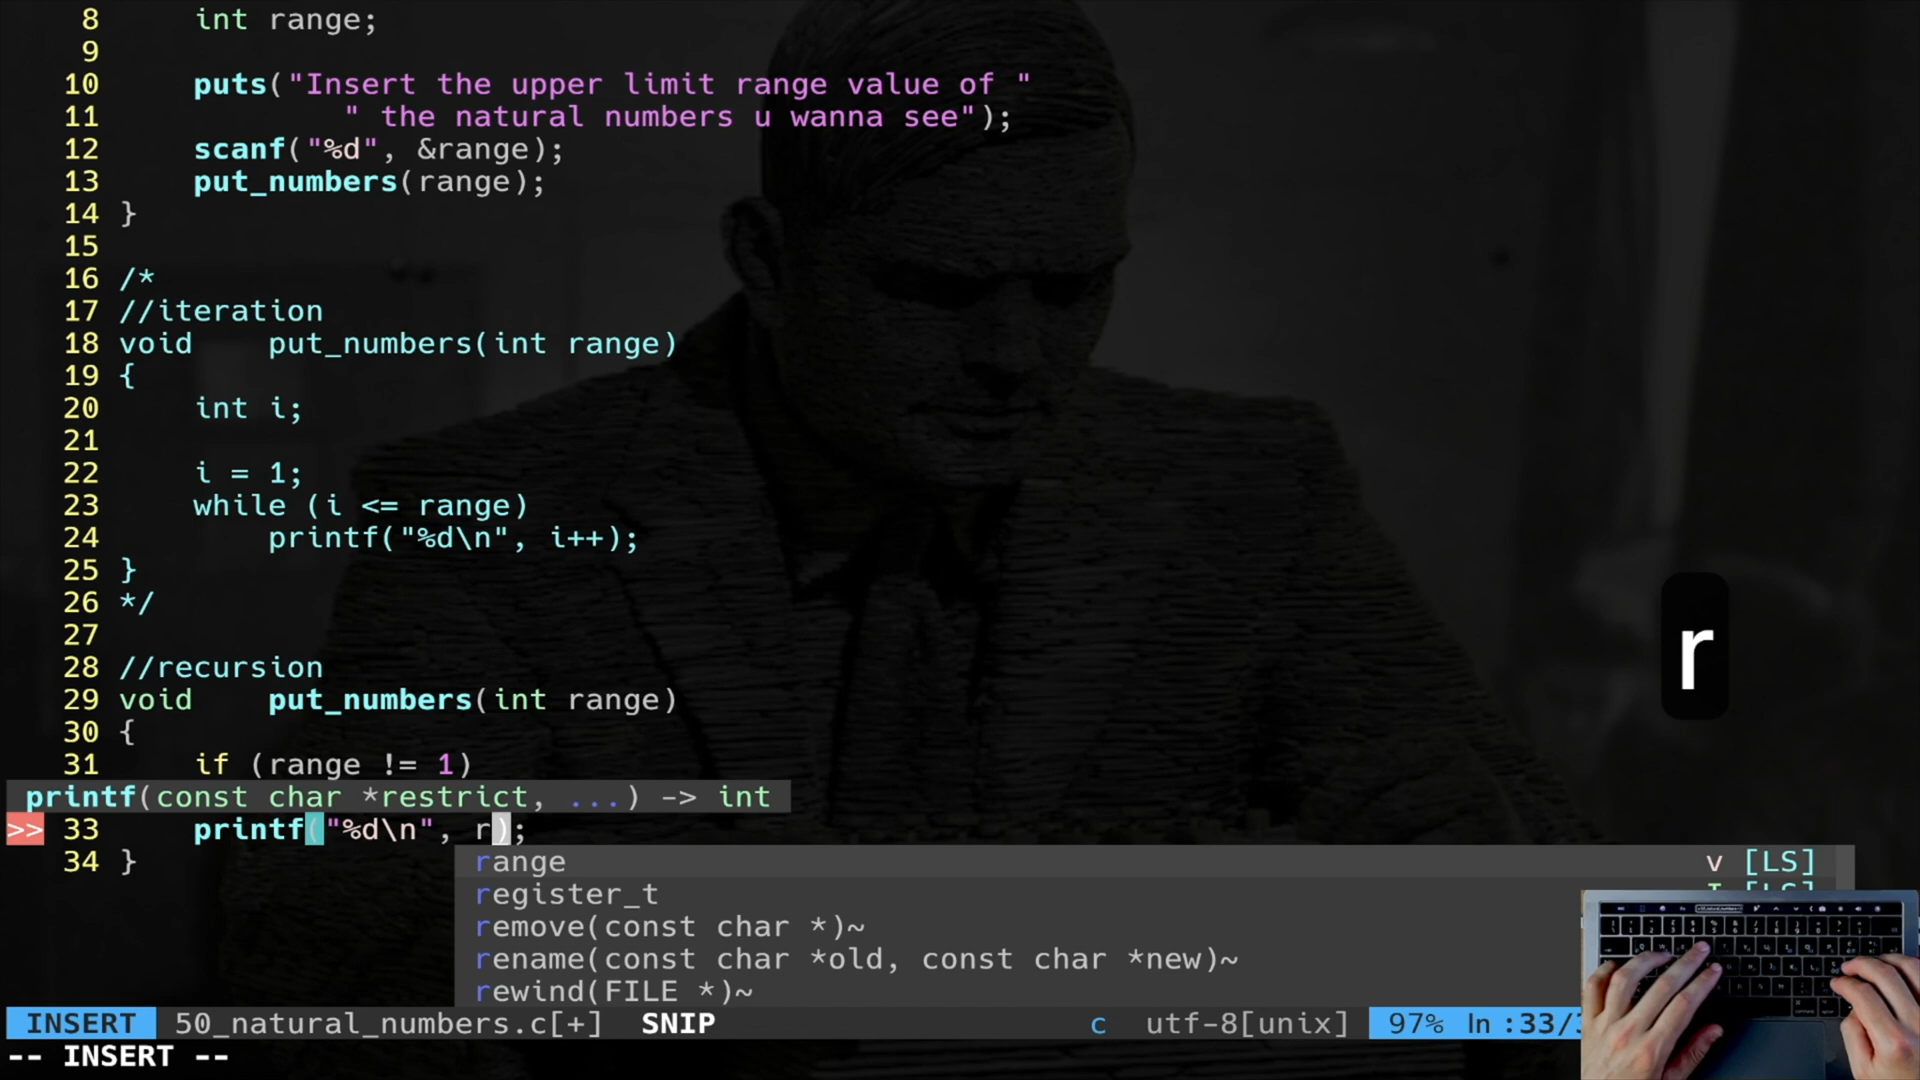 8 int range;
9
10 puts("Insert the upper limit range value of "
11 " the natural numbers u wanna see");
12 scanf("%d", &range);
13 put_numbers(range);
14 }
15
16 /*
17 //iteration
18 void put_numbers(int range)
19 {
20 int i;
21
22 i = 1;
23 while (i <= range)
24 printf("%d\n", i++);
25 }
26 */
27
28 //recursion
29 void put_numbers(int range)
30 {
31 if (range != 1)
printf(const char *restrict, ...) -> int
>> 33 printf("%d\n", r);
34 }
range v [LS]
register_t
remove(const char *)~
rename(const char *old, const char *new)~
rewind(FILE *)~
INSERT 50_natural_numbers.c[+] SNIP c utf-8[unix] 97% ln :33/3
-- INSERT --
r